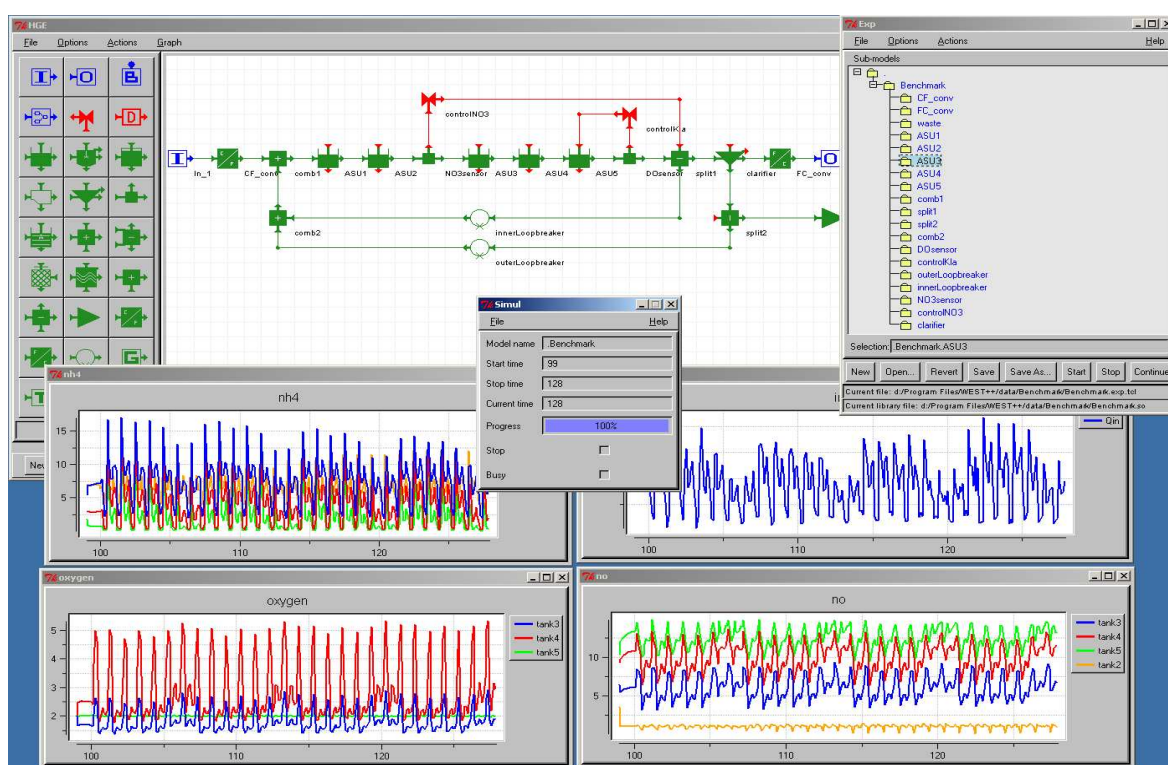 HGE
File Options Actions Graph
In_1 CF_conv comb1 ASU1 ASU2 NO3sensor ASU3 ASU4 ASU5 DOsensor split1 clarifier FC_conv
controlNO3
controlKla
comb2
innerLoopbreaker
split2
outerLoopbreaker
Exp
File Options Actions Help
Sub-models
.
Benchmark
CF_conv
FC_conv
waste
ASU1
ASU2
ASU3
ASU4
ASU5
comb1
split1
split2
comb2
DOsensor
controlKla
outerLoopbreaker
innerLoopbreaker
NO3sensor
controlNO3
clarifier
Selection: .Benchmark.ASU3
New Open... Revert Save Save As... Start Stop Continue
Current file: d:/Program Files/WEST++/data/Benchmark/Benchmark.exp.tcl
Current library file: d:/Program Files/WEST++/data/Benchmark/Benchmark.so
Simul
File Help
Model name .Benchmark
Start time 99
Stop time 128
Current time 128
Progress 100%
Stop
Busy
nh4
nh4
15
10
5
100 110 120
Qin
100 110 120
oxygen
oxygen
tank3
tank4
tank5
5
4
3
2
100 110 120
no
no
tank3
tank4
tank5
tank2
10
5
100 110 120